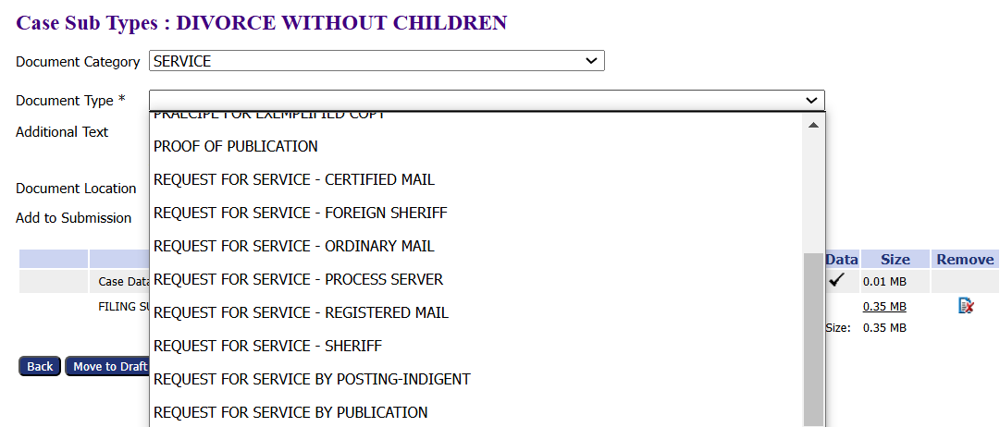 Case Sub Types : DIVORCE WITHOUT CHILDREN
Document Category SERVICE
Document Type *
PRAECIPE FOR EXEMPLIFIED COPY
Additional Text
PROOF OF PUBLICATION
REQUEST FOR SERVICE - CERTIFIED MAIL
Document Location
REQUEST FOR SERVICE - FOREIGN SHERIFF
Add to Submission
REQUEST FOR SERVICE - ORDINARY MAIL
Data Size Remove
REQUEST FOR SERVICE - PROCESS SERVER
Case Data 0.01 MB
FILING SU 0.35 MB
REQUEST FOR SERVICE - REGISTERED MAIL
Size: 0.35 MB
REQUEST FOR SERVICE - SHERIFF
Back Move to Draft
REQUEST FOR SERVICE BY POSTING-INDIGENT
REQUEST FOR SERVICE BY PUBLICATION